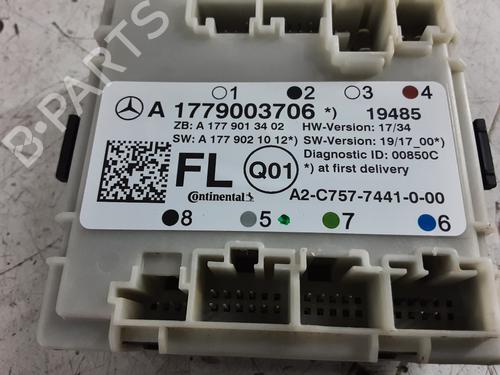 1 2 3 4
A 1779003706 *) 19485
ZB: A 177 901 34 02 HW-Version: 17/34
SW: A 177 902 10 12*) SW-Version: 19/17_00*)
Diagnostic ID: 00850C
*) at first delivery
FL Q01
Continental A2-C757-7441-0-00
8 5 7 6
B-PARTS